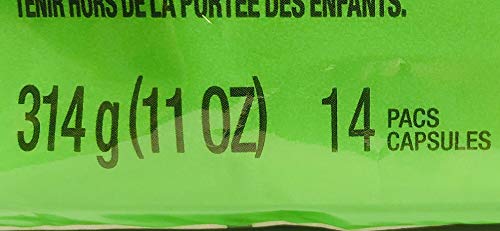 TENIR HORS DE LA PORTÉE DES ENFANTS.
314 g (11 OZ) 14 PACS
CAPSULES